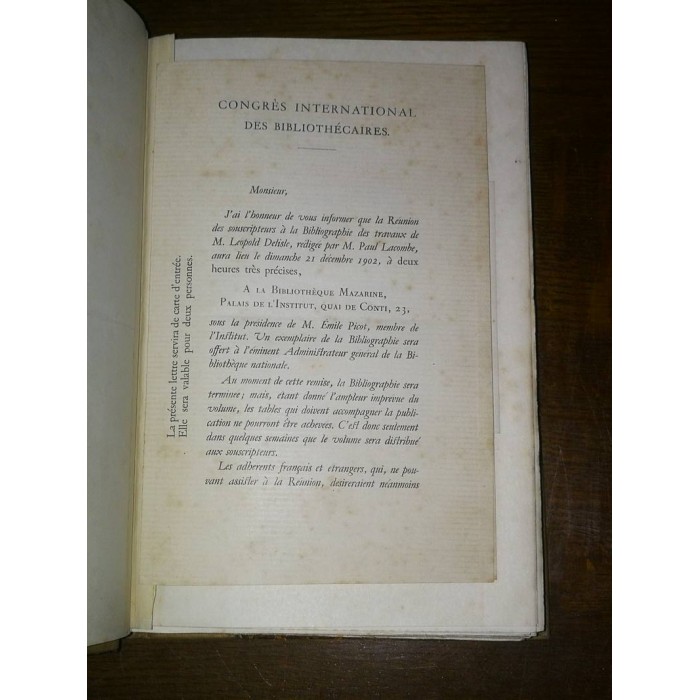 CONGRÈS INTERNATIONAL
DES BIBLIOTHÉCAIRES.
Monsieur,
J'ai l'honneur de vous informer que la Réunion
des souscripteurs à la Bibliographie des travaux de
M. Léopold Delisle, rédigée par M. Paul Lacombe,
aura lieu le dimanche 21 décembre 1902, à deux
heures très précises,
A LA BIBLIOTHÈQUE MAZARINE,
PALAIS DE L'INSTITUT, QUAI DE CONTI, 23,
sous la présidence de M. Émile Picot, membre de
l'Institut. Un exemplaire de la Bibliographie sera
offert à l'éminent Administrateur général de la Bi-
bliothèque nationale.
Au moment de cette remise, la Bibliographie sera
terminée; mais, étant donné l'ampleur imprévue du
volume, les tables qui doivent accompagner la publi-
cation ne pourront être achevées. C'est donc seulement
dans quelques semaines que le volume sera distribué
aux souscripteurs.
Les adhérents français et étrangers, qui, ne pou-
vant assister à la Réunion, désireraient néanmoins
La présente lettre servira de carte d'entrée.
Elle sera valable pour deux personnes.